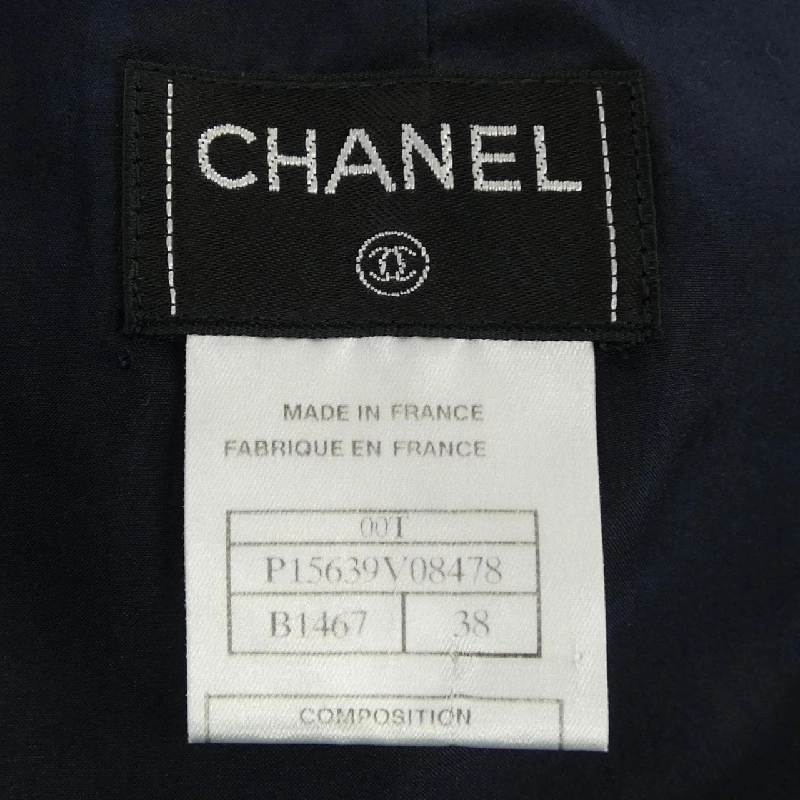 CHANEL
MADE IN FRANCE
FABRIQUE EN FRANCE
00T
P15639V08478
B1467 38
COMPOSITION